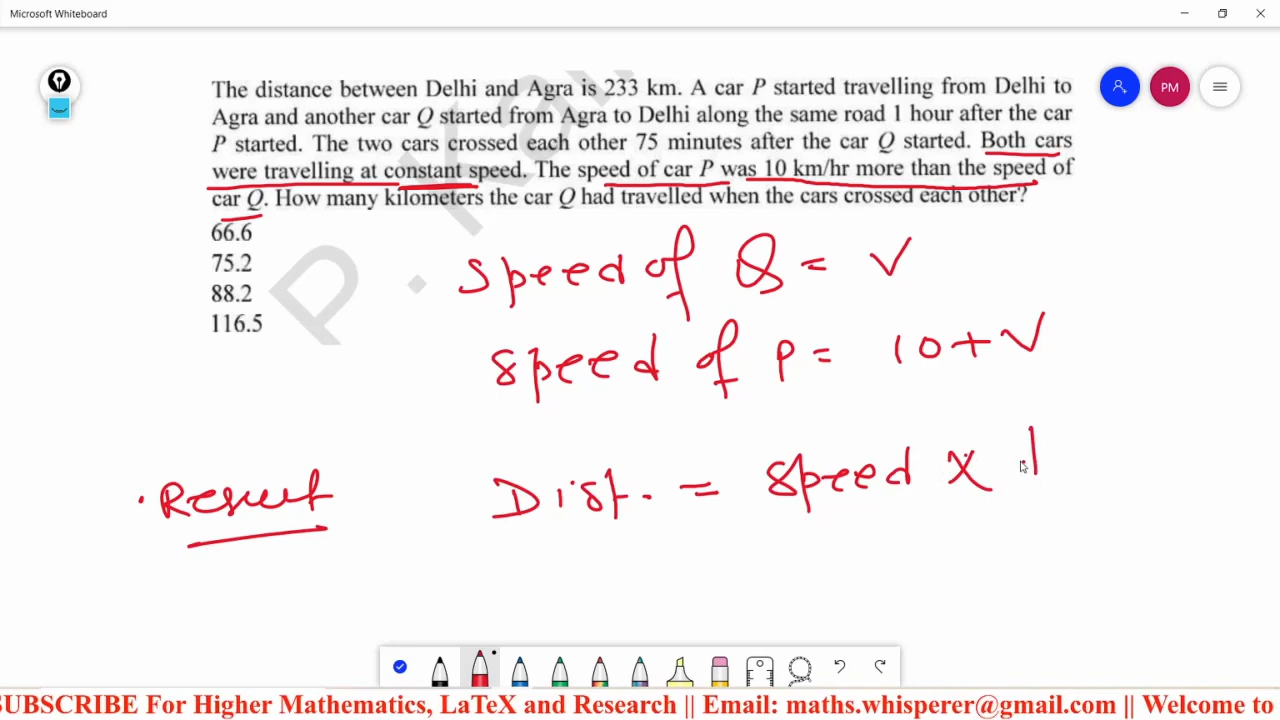 Microsoft Whiteboard
PM
The distance between Delhi and Agra is 233 km. A car P started travelling from Delhi to
Agra and another car Q started from Agra to Delhi along the same road 1 hour after the car
P started. The two cars crossed each other 75 minutes after the car Q started. Both cars
were travelling at constant speed. The speed of car P was 10 km/hr more than the speed of
car Q. How many kilometers the car Q had travelled when the cars crossed each other?
66.6
75.2
88.2
116.5
P. Ka
speed of Q = v
speed of P = 10+v
Result
Dist. = speed x
SUBSCRIBE For Higher Mathematics, LaTeX and Research || Email: maths.whisperer@gmail.com || Welcome to